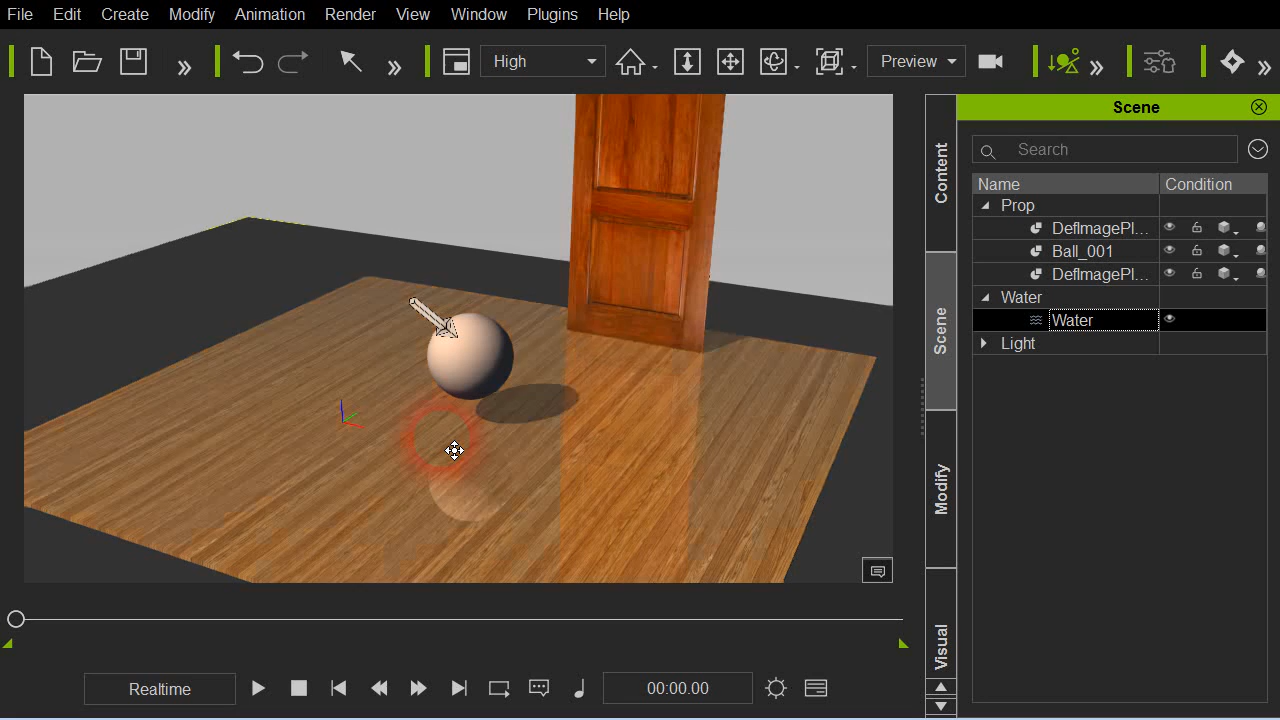 File Edit Create Modify Animation Render View Window Plugins Help
High
Preview
Scene
Search
Name Condition
Prop
DefImagePl...
Ball_001
DefImagePl...
Water
Water
Light
Content
Scene
Modify
Visual
Realtime
00:00.00